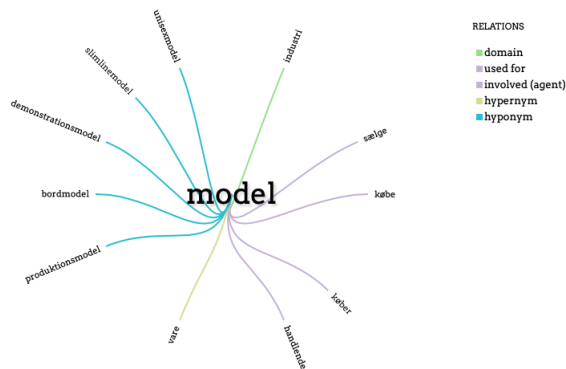 unisexmodel
industri
slimlinemodel
demonstrationsmodel
bordmodel
produktionsmodel
model
sælge
købe
køber
handlende
vare
RELATIONS
domain
used for
involved (agent)
hypernym
hyponym